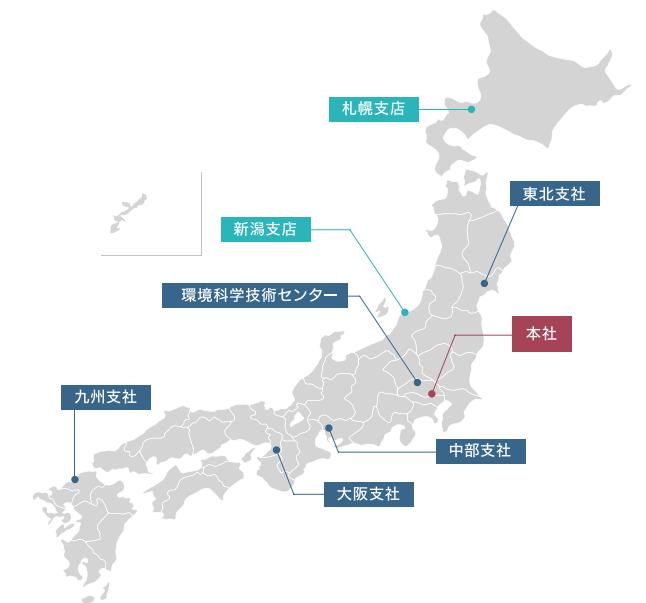 札幌支店
東北支社
新潟支店
環境科学技術センター
本社
九州支社
中部支社
大阪支社